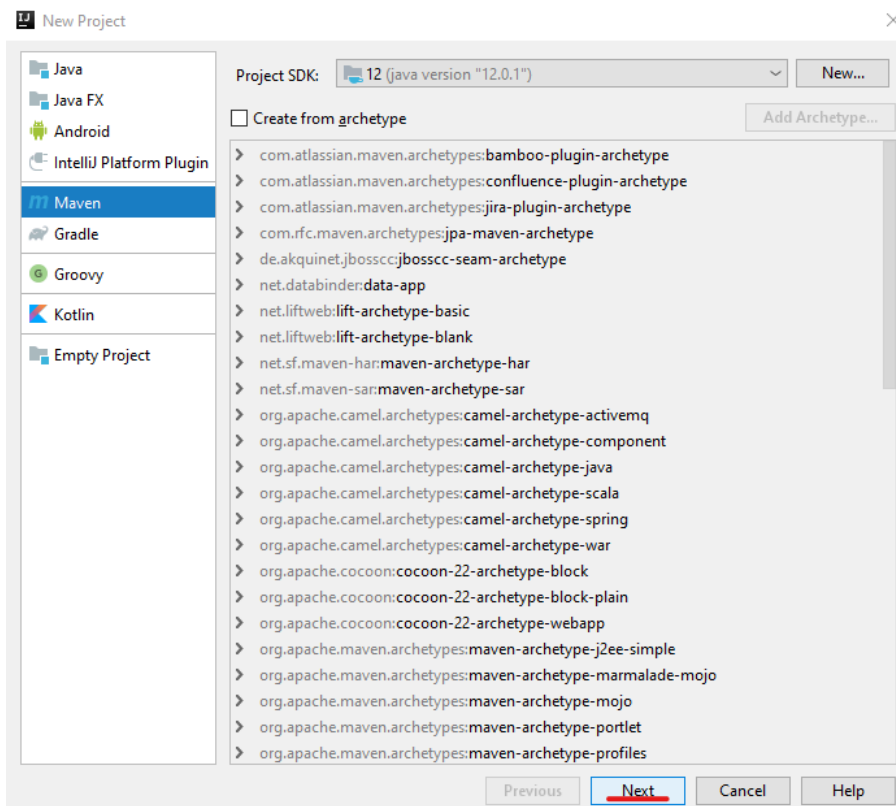 New Project
Java
Java FX
Android
IntelliJ Platform Plugin
Maven
Gradle
Groovy
Kotlin
Empty Project
Project SDK: 12 (java version "12.0.1") New...
Create from archetype Add Archetype...
com.atlassian.maven.archetypes:bamboo-plugin-archetype
com.atlassian.maven.archetypes:confluence-plugin-archetype
com.atlassian.maven.archetypes:jira-plugin-archetype
com.rfc.maven.archetypes:jpa-maven-archetype
de.akquinet.jbosscc:jbosscc-seam-archetype
net.databinder:data-app
net.liftweb:lift-archetype-basic
net.liftweb:lift-archetype-blank
net.sf.maven-har:maven-archetype-har
net.sf.maven-sar:maven-archetype-sar
org.apache.camel.archetypes:camel-archetype-activemq
org.apache.camel.archetypes:camel-archetype-component
org.apache.camel.archetypes:camel-archetype-java
org.apache.camel.archetypes:camel-archetype-scala
org.apache.camel.archetypes:camel-archetype-spring
org.apache.camel.archetypes:camel-archetype-war
org.apache.cocoon:cocoon-22-archetype-block
org.apache.cocoon:cocoon-22-archetype-block-plain
org.apache.cocoon:cocoon-22-archetype-webapp
org.apache.maven.archetypes:maven-archetype-j2ee-simple
org.apache.maven.archetypes:maven-archetype-marmalade-mojo
org.apache.maven.archetypes:maven-archetype-mojo
org.apache.maven.archetypes:maven-archetype-portlet
org.apache.maven.archetypes:maven-archetype-profiles
Previous Next Cancel Help